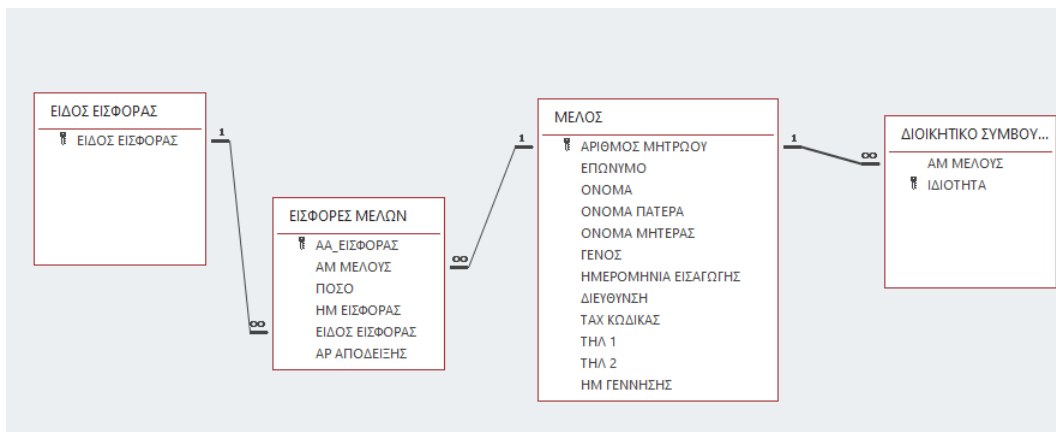 ΕΙΔΟΣ ΕΙΣΦΟΡΑΣ
ΕΙΔΟΣ ΕΙΣΦΟΡΑΣ
1
∞
ΕΙΣΦΟΡΕΣ ΜΕΛΩΝ
ΑΑ_ΕΙΣΦΟΡΑΣ
ΑΜ ΜΕΛΟΥΣ
ΠΟΣΟ
ΗΜ ΕΙΣΦΟΡΑΣ
ΕΙΔΟΣ ΕΙΣΦΟΡΑΣ
ΑΡ ΑΠΟΔΕΙΞΗΣ
∞
1
ΜΕΛΟΣ
ΑΡΙΘΜΟΣ ΜΗΤΡΩΟΥ
ΕΠΩΝΥΜΟ
ΟΝΟΜΑ
ΟΝΟΜΑ ΠΑΤΕΡΑ
ΟΝΟΜΑ ΜΗΤΕΡΑΣ
ΓΕΝΟΣ
ΗΜΕΡΟΜΗΝΙΑ ΕΙΣΑΓΩΓΗΣ
ΔΙΕΥΘΥΝΣΗ
ΤΑΧ ΚΩΔΙΚΑΣ
ΤΗΛ 1
ΤΗΛ 2
ΗΜ ΓΕΝΝΗΣΗΣ
1
∞
ΔΙΟΙΚΗΤΙΚΟ ΣΥΜΒΟΥ...
ΑΜ ΜΕΛΟΥΣ
ΙΔΙΟΤΗΤΑ